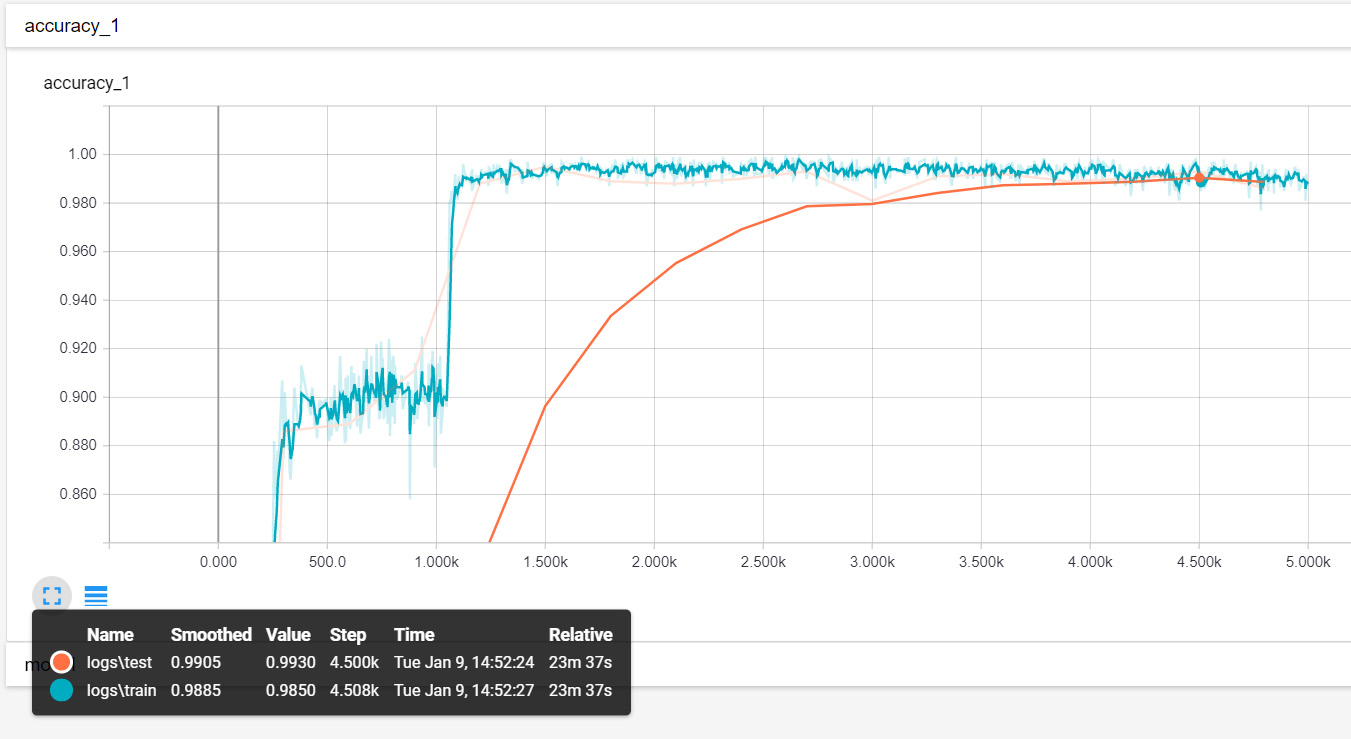 accuracy_1
accuracy_1
1.00
0.980
0.960
0.940
0.920
0.900
0.880
0.860
0.000 500.0 1.000k 1.500k 2.000k 2.500k 3.000k 3.500k 4.000k 4.500k 5.000k
Name Smoothed Value Step Time Relative
logs\test 0.9905 0.9930 4.500k Tue Jan 9, 14:52:24 23m 37s
logs\train 0.9885 0.9850 4.508k Tue Jan 9, 14:52:27 23m 37s